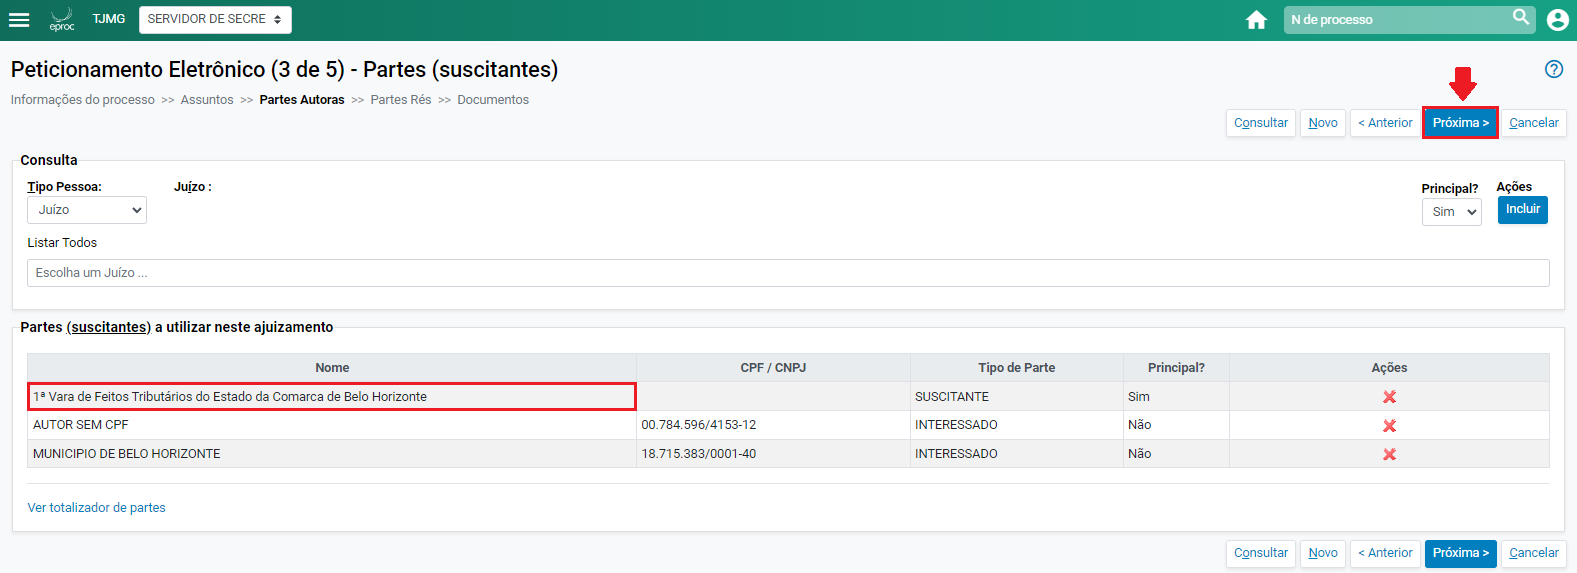 eproc
TJMG
SERVIDOR DE SECRE
N de processo
Peticionamento Eletrônico (3 de 5) - Partes (suscitantes)
Informações do processo >> Assuntos >> Partes Autoras >> Partes Rés >> Documentos
Consultar Novo < Anterior Próxima > Cancelar
Consulta
Tipo Pessoa: Juízo : Principal? Ações
Juízo Sim Incluir
Listar Todos
Escolha um Juízo ...
Partes (suscitantes) a utilizar neste ajuizamento
Nome CPF / CNPJ Tipo de Parte Principal? Ações
1ª Vara de Feitos Tributários do Estado da Comarca de Belo Horizonte SUSCITANTE Sim
AUTOR SEM CPF 00.784.596/4153-12 INTERESSADO Não
MUNICIPIO DE BELO HORIZONTE 18.715.383/0001-40 INTERESSADO Não
Ver totalizador de partes
Consultar Novo < Anterior Próxima > Cancelar